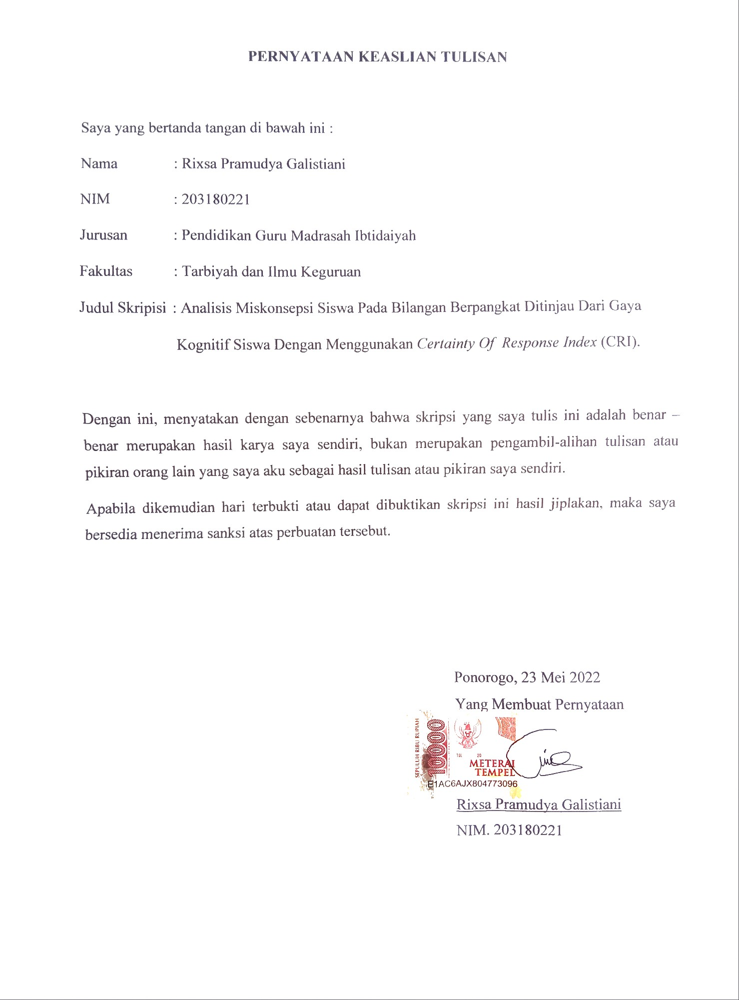 PERNYATAAN KEASLIAN TULISAN
Saya yang bertanda tangan di bawah ini :
Nama : Rixsa Pramudya Galistiani
NIM : 203180221
Jurusan : Pendidikan Guru Madrasah Ibtidaiyah
Fakultas : Tarbiyah dan Ilmu Keguruan
Judul Skripisi : Analisis Miskonsepsi Siswa Pada Bilangan Berpangkat Ditinjau Dari Gaya
Kognitif Siswa Dengan Menggunakan Certainty Of Response Index (CRI).
Dengan ini, menyatakan dengan sebenarnya bahwa skripsi yang saya tulis ini adalah benar –
benar merupakan hasil karya saya sendiri, bukan merupakan pengambil-alihan tulisan atau
pikiran orang lain yang saya aku sebagai hasil tulisan atau pikiran saya sendiri.
Apabila dikemudian hari terbukti atau dapat dibuktikan skripsi ini hasil jiplakan, maka saya
bersedia menerima sanksi atas perbuatan tersebut.
Ponorogo, 23 Mei 2022
Yang Membuat Pernyataan
SEPULUH RIBU RUPIAH
10000
TGL 20
METERAI
TEMPEL
E1AC6AJX804773096
Rixsa Pramudya Galistiani
NIM. 203180221